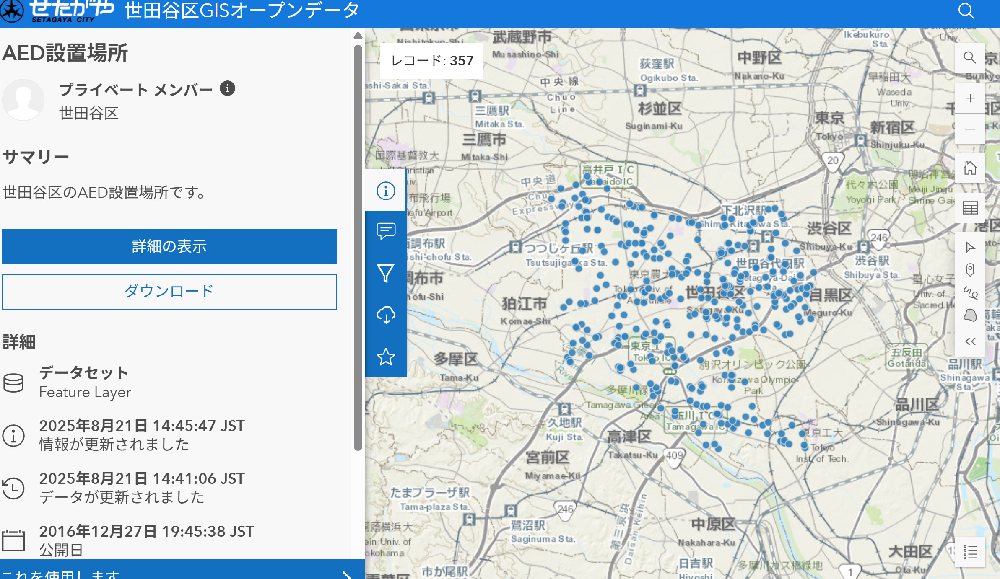 せたがや
SETAGAYA CITY
世田谷区GISオープンデータ
AED設置場所
プライベート メンバー
世田谷区
サマリー
世田谷区のAED設置場所です。
詳細の表示
ダウンロード
詳細
データセット
Feature Layer
2025年8月21日 14:45:47 JST
情報が更新されました
2025年8月21日 14:41:06 JST
データが更新されました
2016年12月27日 19:45:38 JST
公開日
これを使用します
レコード: 357
武蔵野市
Musashino-Shi
Ikebukuro
Sta.
Univ.
荻窪駅
Ogikubo Sta.
中野区
Nakano-Ku
早稲田大
Waseda
Univ.
ashi-Sakai Sta.
中央線
Chuo
Line
三鷹駅
Mitaka Sta.
杉並区
Suginami-Ku
東京
Tokyo
新宿区
Shinjuku-Ku
三鷹市
Mitaka-Shi
国際基督教大
20
高井戸IC
中央道
Expressway
代々木公園
Yoyogi Park
明治神宮
Meiji Jingu
Shrine
布飛行場
ofu Airport
下北沢駅
渋谷区
Shibuya-Ku
246
渋谷駅
Shibuya Sta.
調布駅
ishi-chofu Sta.
つつじヶ丘駅
Tsutsujigaoka Sta.
世田谷代田駅
聖心女子
Univ. of
Sacred
調布市
hofu-Shi
東京農大
世田谷区
Setagaya-Ku
目黒区
Meguro-Ku
狛江市
Komae-Shi
東京IC
Tokyo IC
多摩区
Tama-Ku
River
駒沢オリンピック公園
Komazawa Olympic
Park
五反田
Gotanda
品川駅
Shinagawa
Sta.
多摩川緑
Tamagawa Green
Area
品川区
Shinagawa-Ku
久地駅
Kuji Sta.
玉川IC
Tamagawa IC
高津区
Takatsu-Ku
東京工大
Tokyo
Inst. of Tech.
409
宮前区
Miyamae-Ku
たまプラーザ駅
Tama-plaza Sta.
246
鷺沼駅
Saginuma Sta.
第三京浜
Daisan Keihin
中原区
Nakahara-Ku
大田区
Ota-Ku
日吉駅
Hiyoshi
多摩川ガス橋緑地
1
市が尾駅